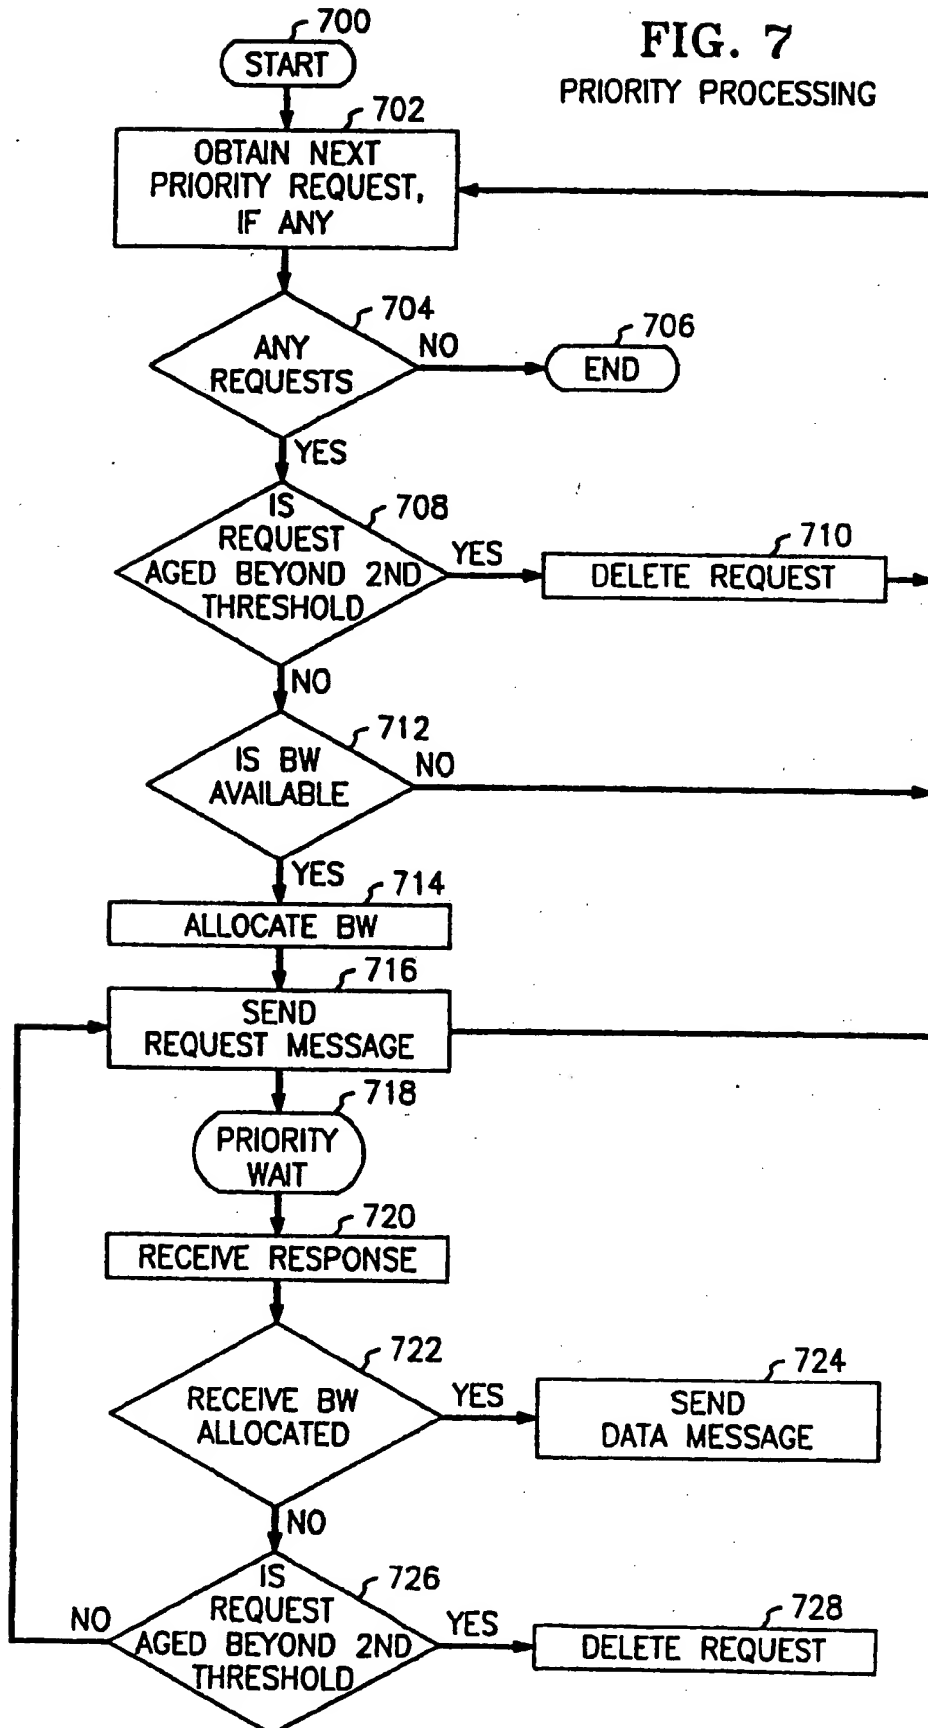 700
START
FIG. 7
PRIORITY PROCESSING
702
OBTAIN NEXT
PRIORITY REQUEST,
IF ANY
704
ANY
REQUESTS
NO
706
END
YES
708
IS
REQUEST
AGED BEYOND 2ND
THRESHOLD
YES
710
DELETE REQUEST
NO
712
IS BW
AVAILABLE
NO
YES
714
ALLOCATE BW
716
SEND
REQUEST MESSAGE
718
PRIORITY
WAIT
720
RECEIVE RESPONSE
722
RECEIVE BW
ALLOCATED
YES
724
SEND
DATA MESSAGE
NO
726
IS
REQUEST
AGED BEYOND 2ND
THRESHOLD
NO
YES
728
DELETE REQUEST